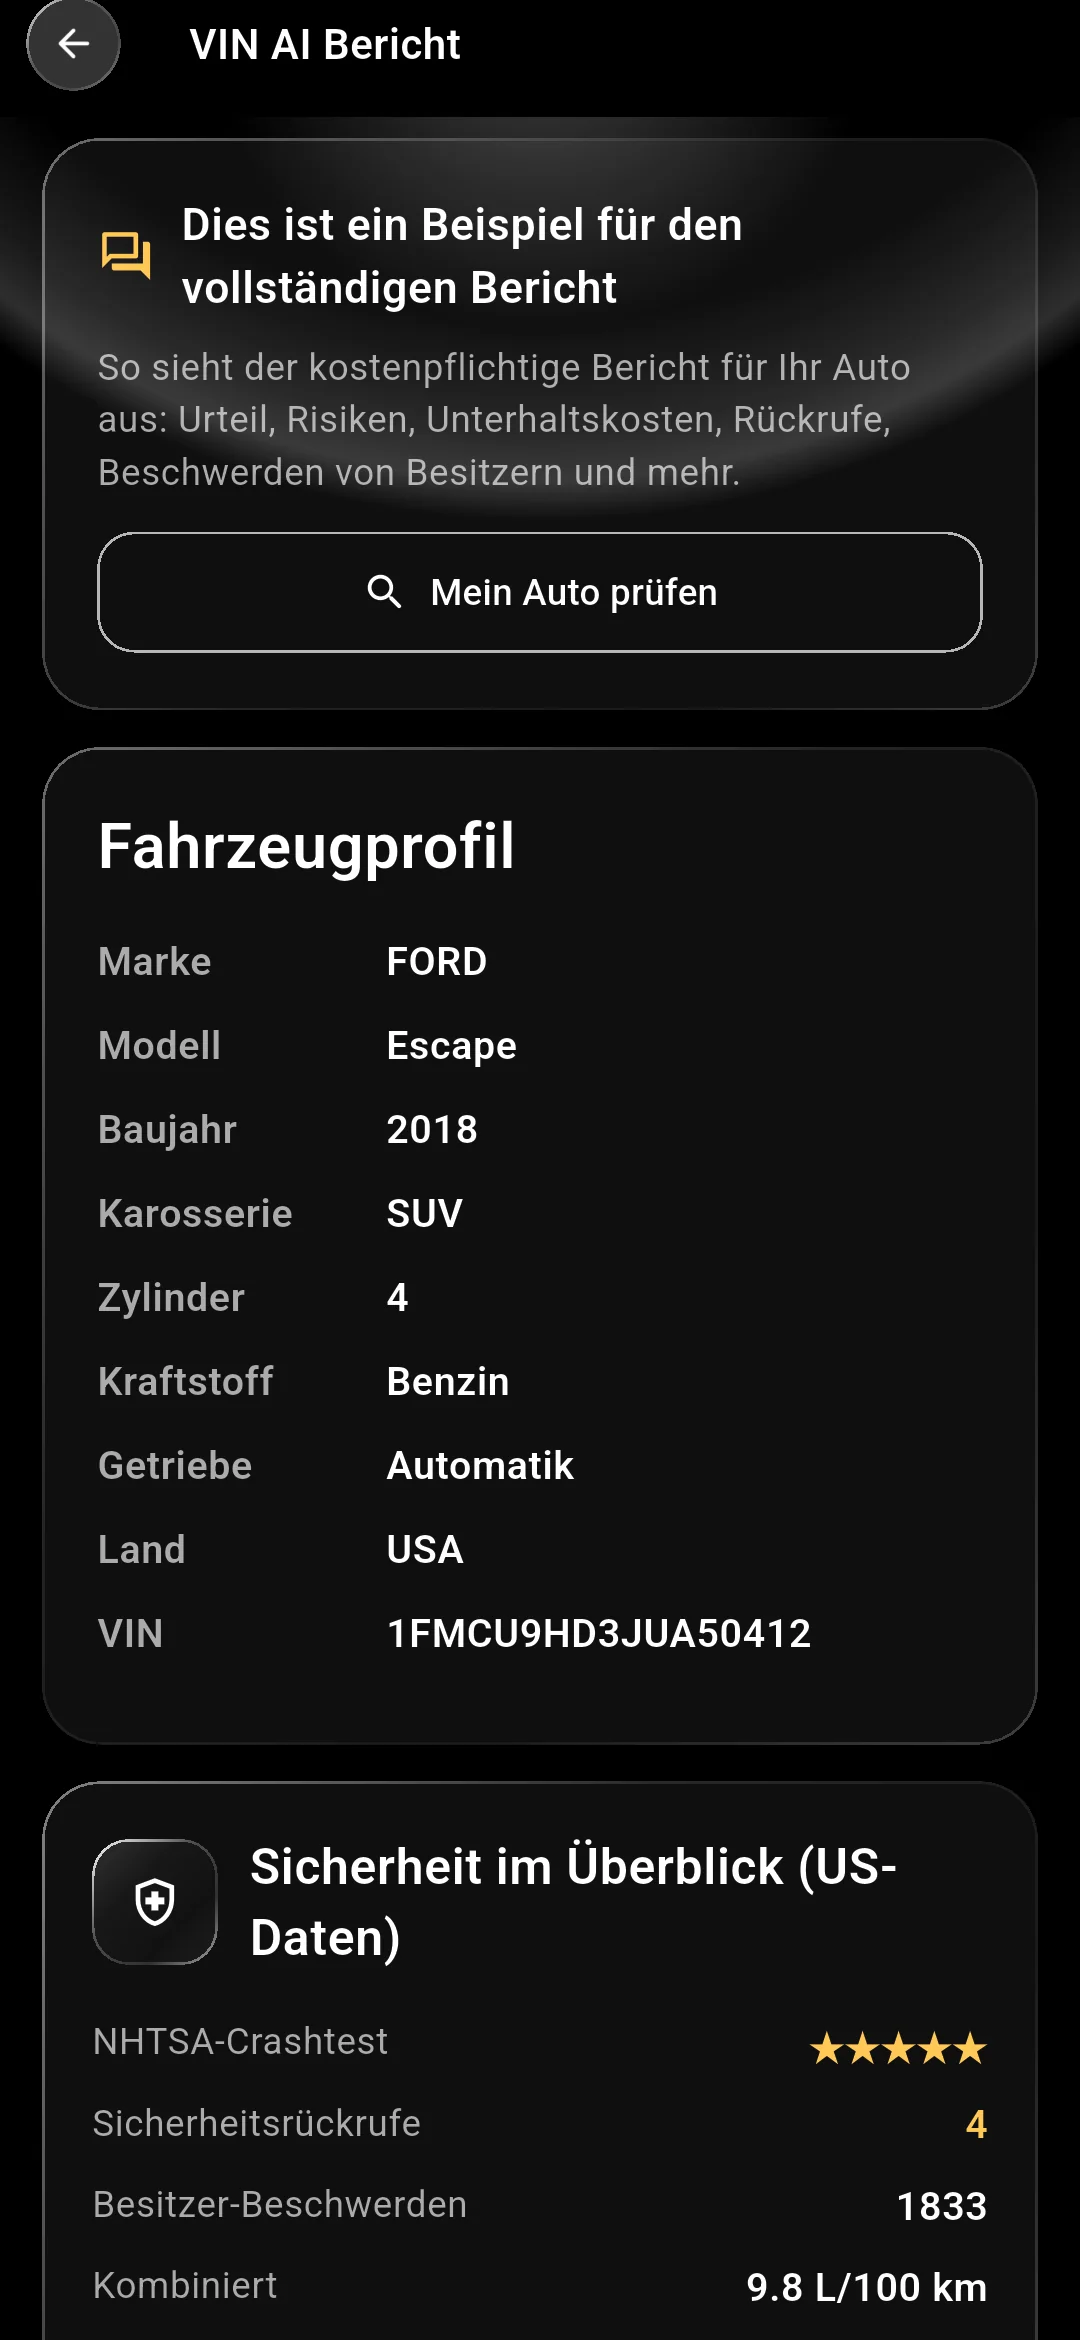 VIN AI Bericht
Dies ist ein Beispiel für den
vollständigen Bericht
So sieht der kostenpflichtige Bericht für Ihr Auto
aus: Urteil, Risiken, Unterhaltskosten, Rückrufe,
Beschwerden von Besitzern und mehr.
Mein Auto prüfen
Fahrzeugprofil
Marke FORD
Modell Escape
Baujahr 2018
Karosserie SUV
Zylinder 4
Kraftstoff Benzin
Getriebe Automatik
Land USA
VIN 1FMCU9HD3JUA50412
Sicherheit im Überblick (US-
Daten)
NHTSA-Crashtest ★★★★★
Sicherheitsrückrufe 4
Besitzer-Beschwerden 1833
Kombiniert 9.8 L/100 km